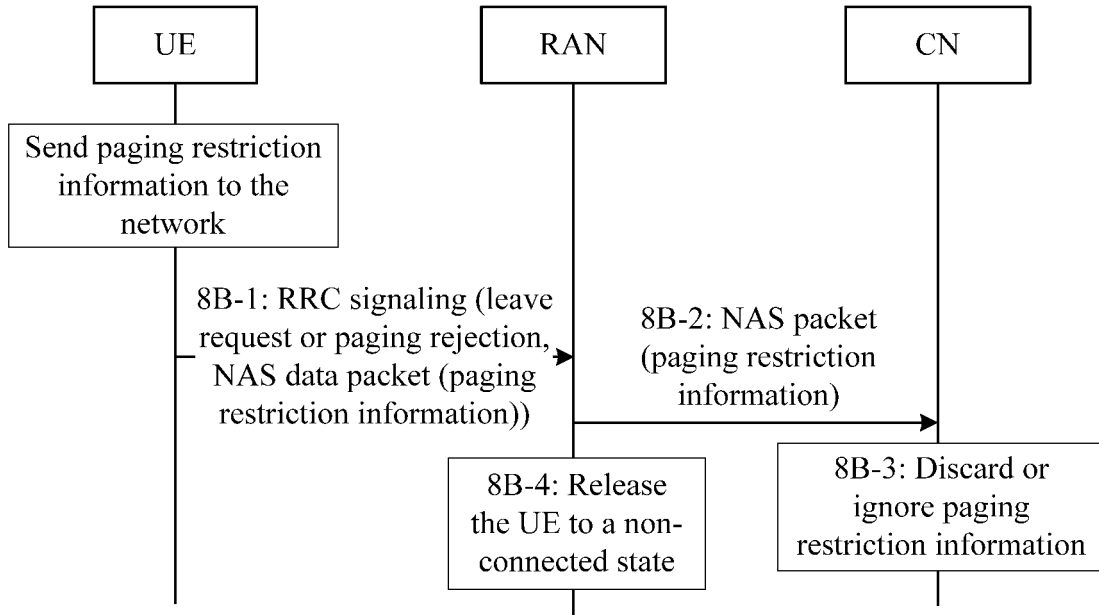 UE
RAN
CN
Send paging restriction
information to the
network
8B-1: RRC signaling (leave
request or paging rejection,
NAS data packet (paging
restriction information))
8B-2: NAS packet
(paging restriction
information)
8B-4: Release
the UE to a non-
connected state
8B-3: Discard or
ignore paging
restriction information